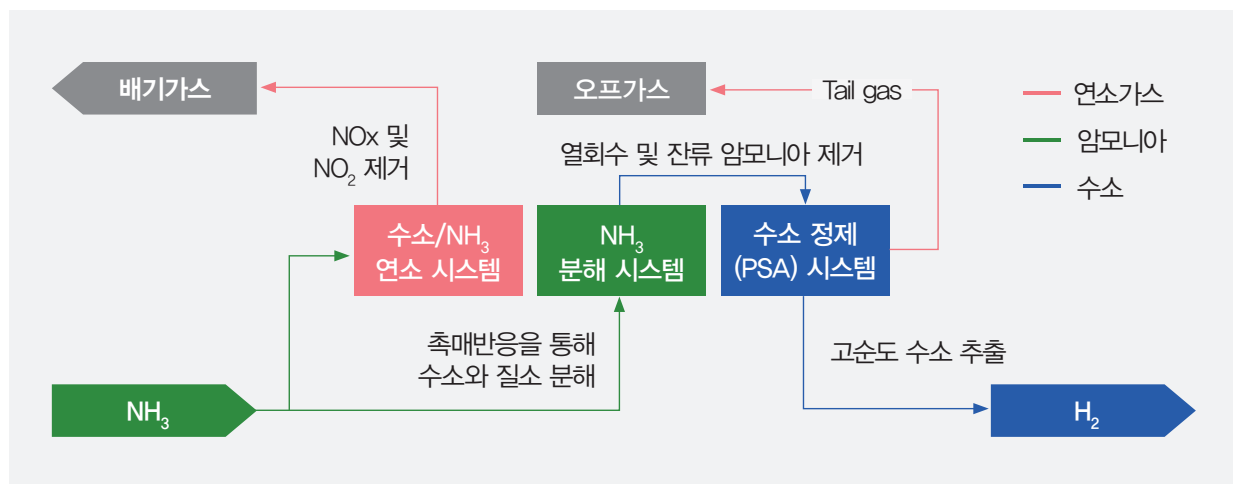 배기가스
오프가스
Tail gas
연소가스
암모니아
수소
NOx 및
NO₂ 제거
열회수 및 잔류 암모니아 제거
수소/NH₃
연소 시스템
NH₃
분해 시스템
수소 정제
(PSA) 시스템
촉매반응을 통해
수소와 질소 분해
고순도 수소 추출
NH₃
H₂